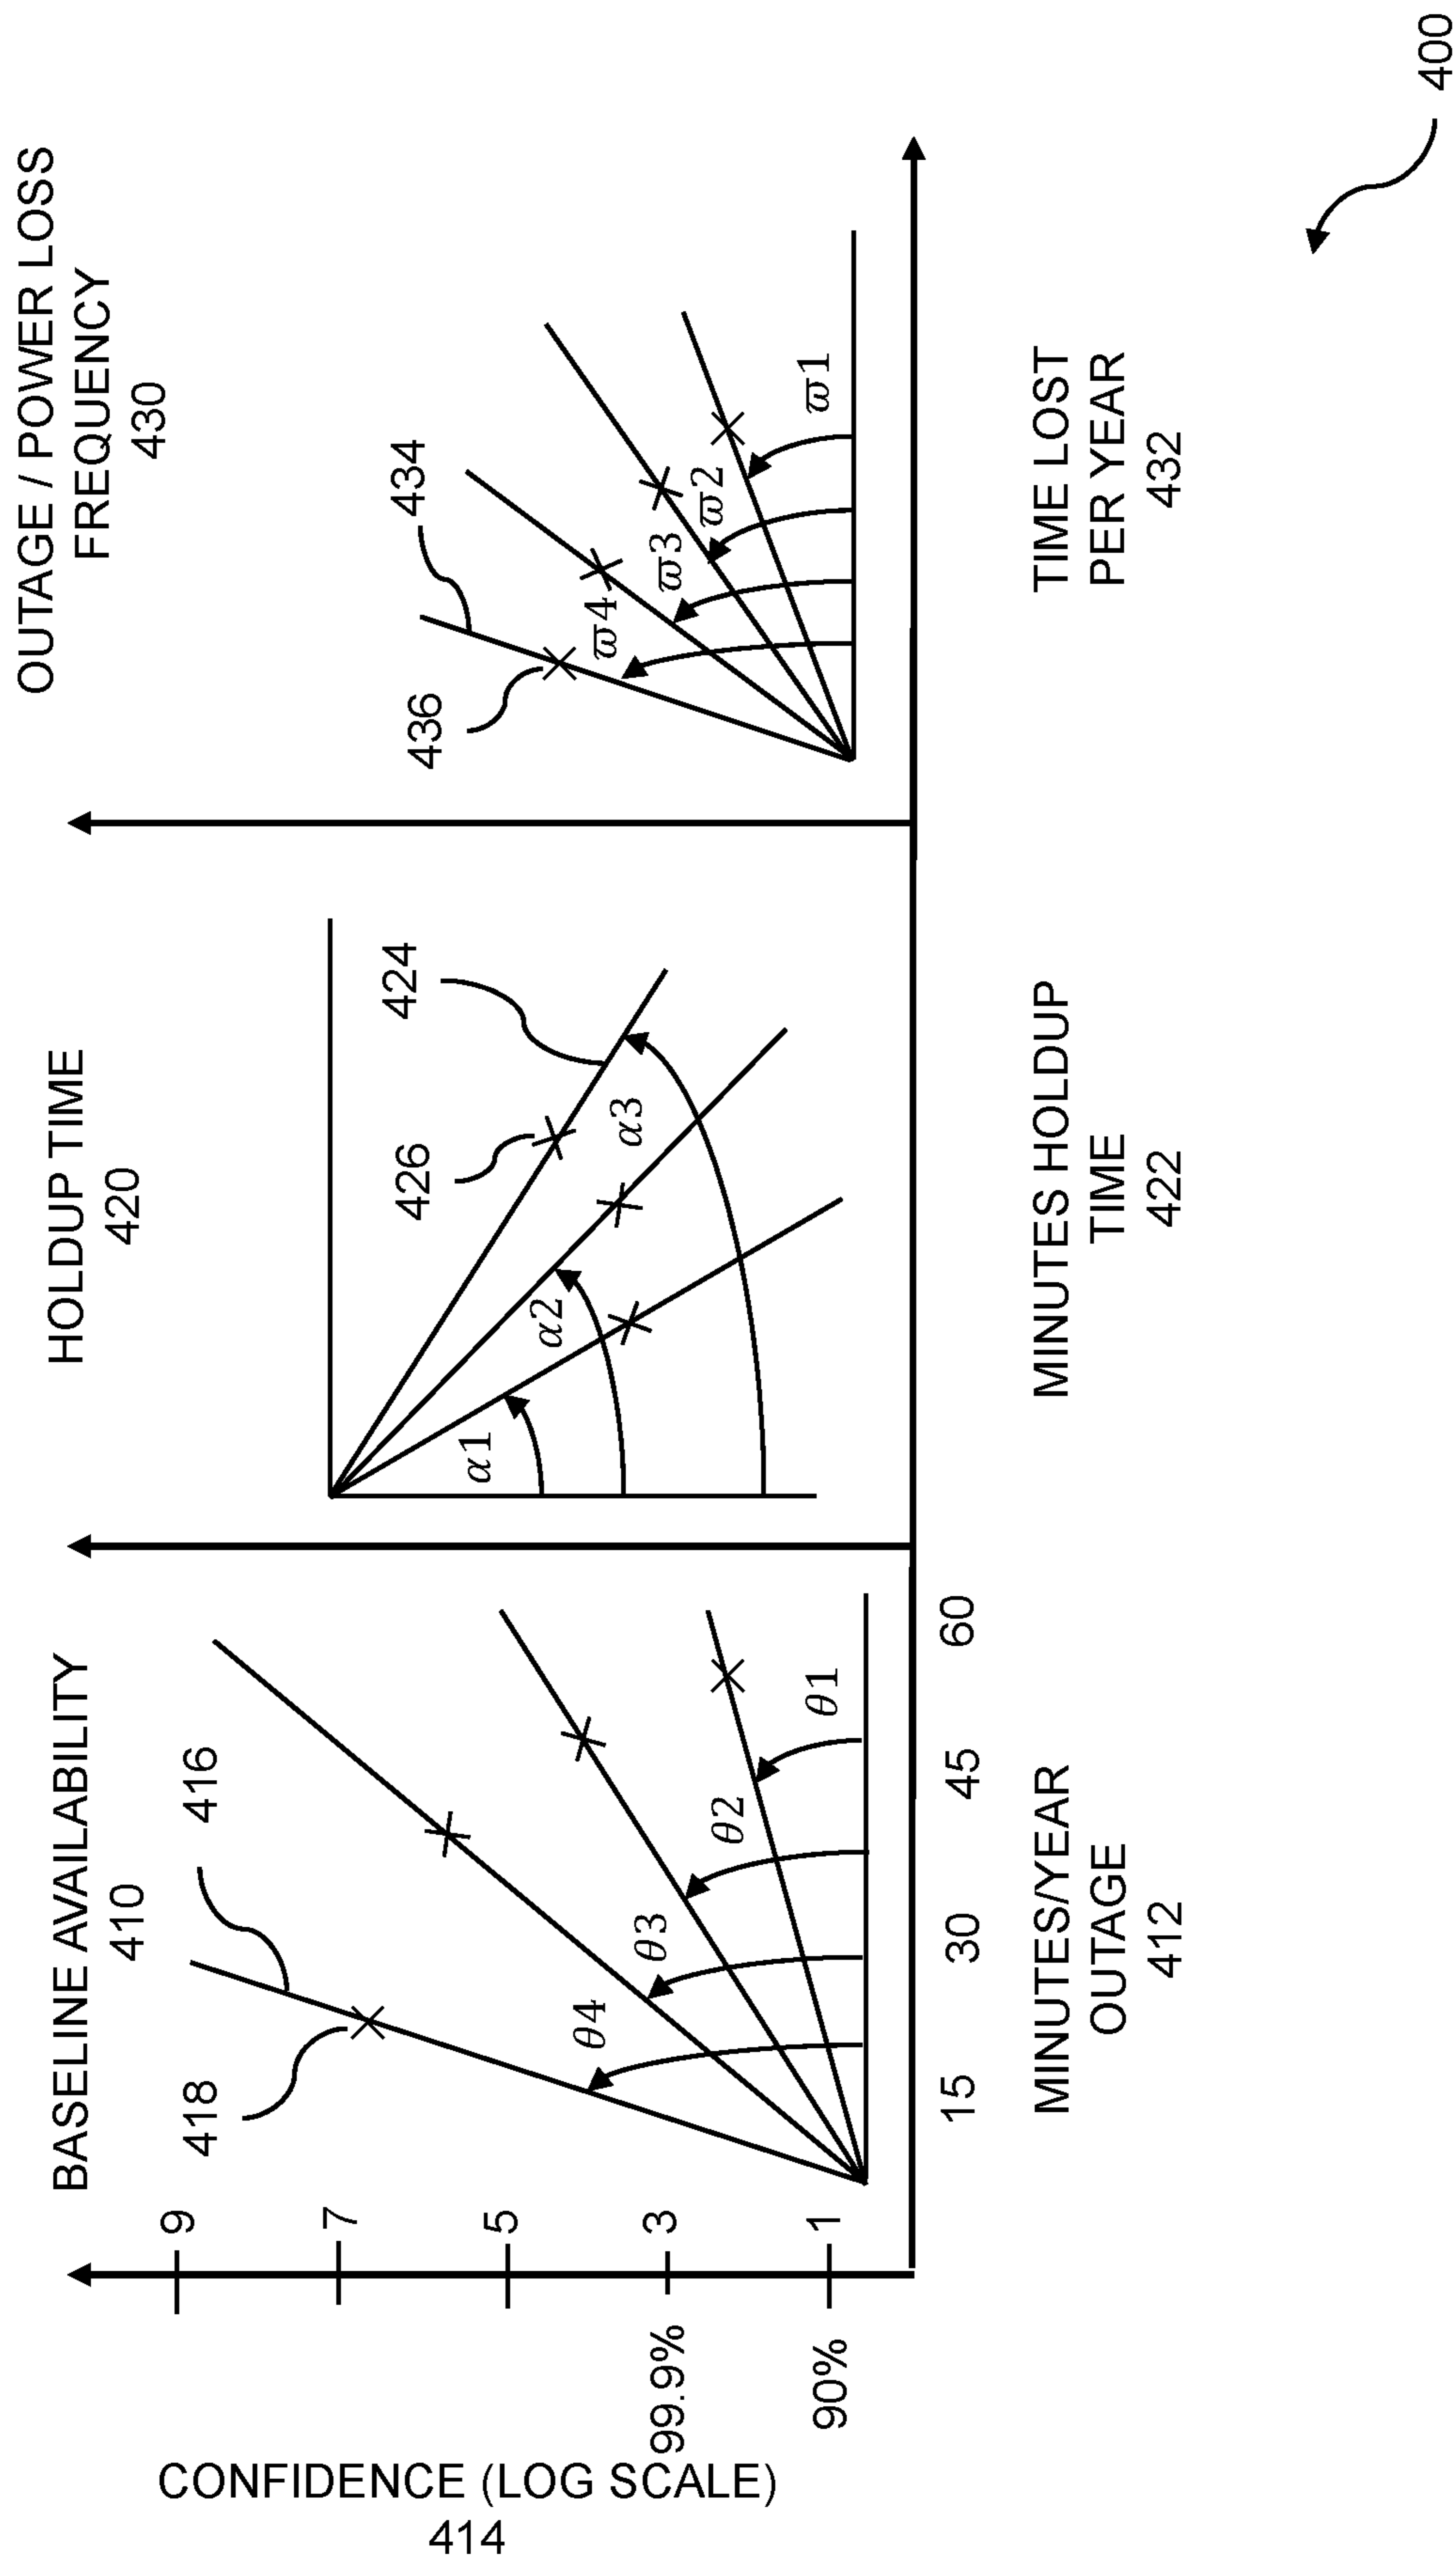 BASELINE AVAILABILITY
410
HOLDUP TIME
420
OUTAGE / POWER LOSS
FREQUENCY
430
CONFIDENCE (LOG SCALE)
414
9
7
5
3
1
99.9%
90%
416
418
θ4
θ3
θ2
θ1
15
30
45
60
MINUTES/YEAR
OUTAGE
412
424
426
α1
α2
α3
MINUTES HOLDUP
TIME
422
434
436
ϖ4
ϖ3
ϖ2
ϖ1
TIME LOST
PER YEAR
432
400